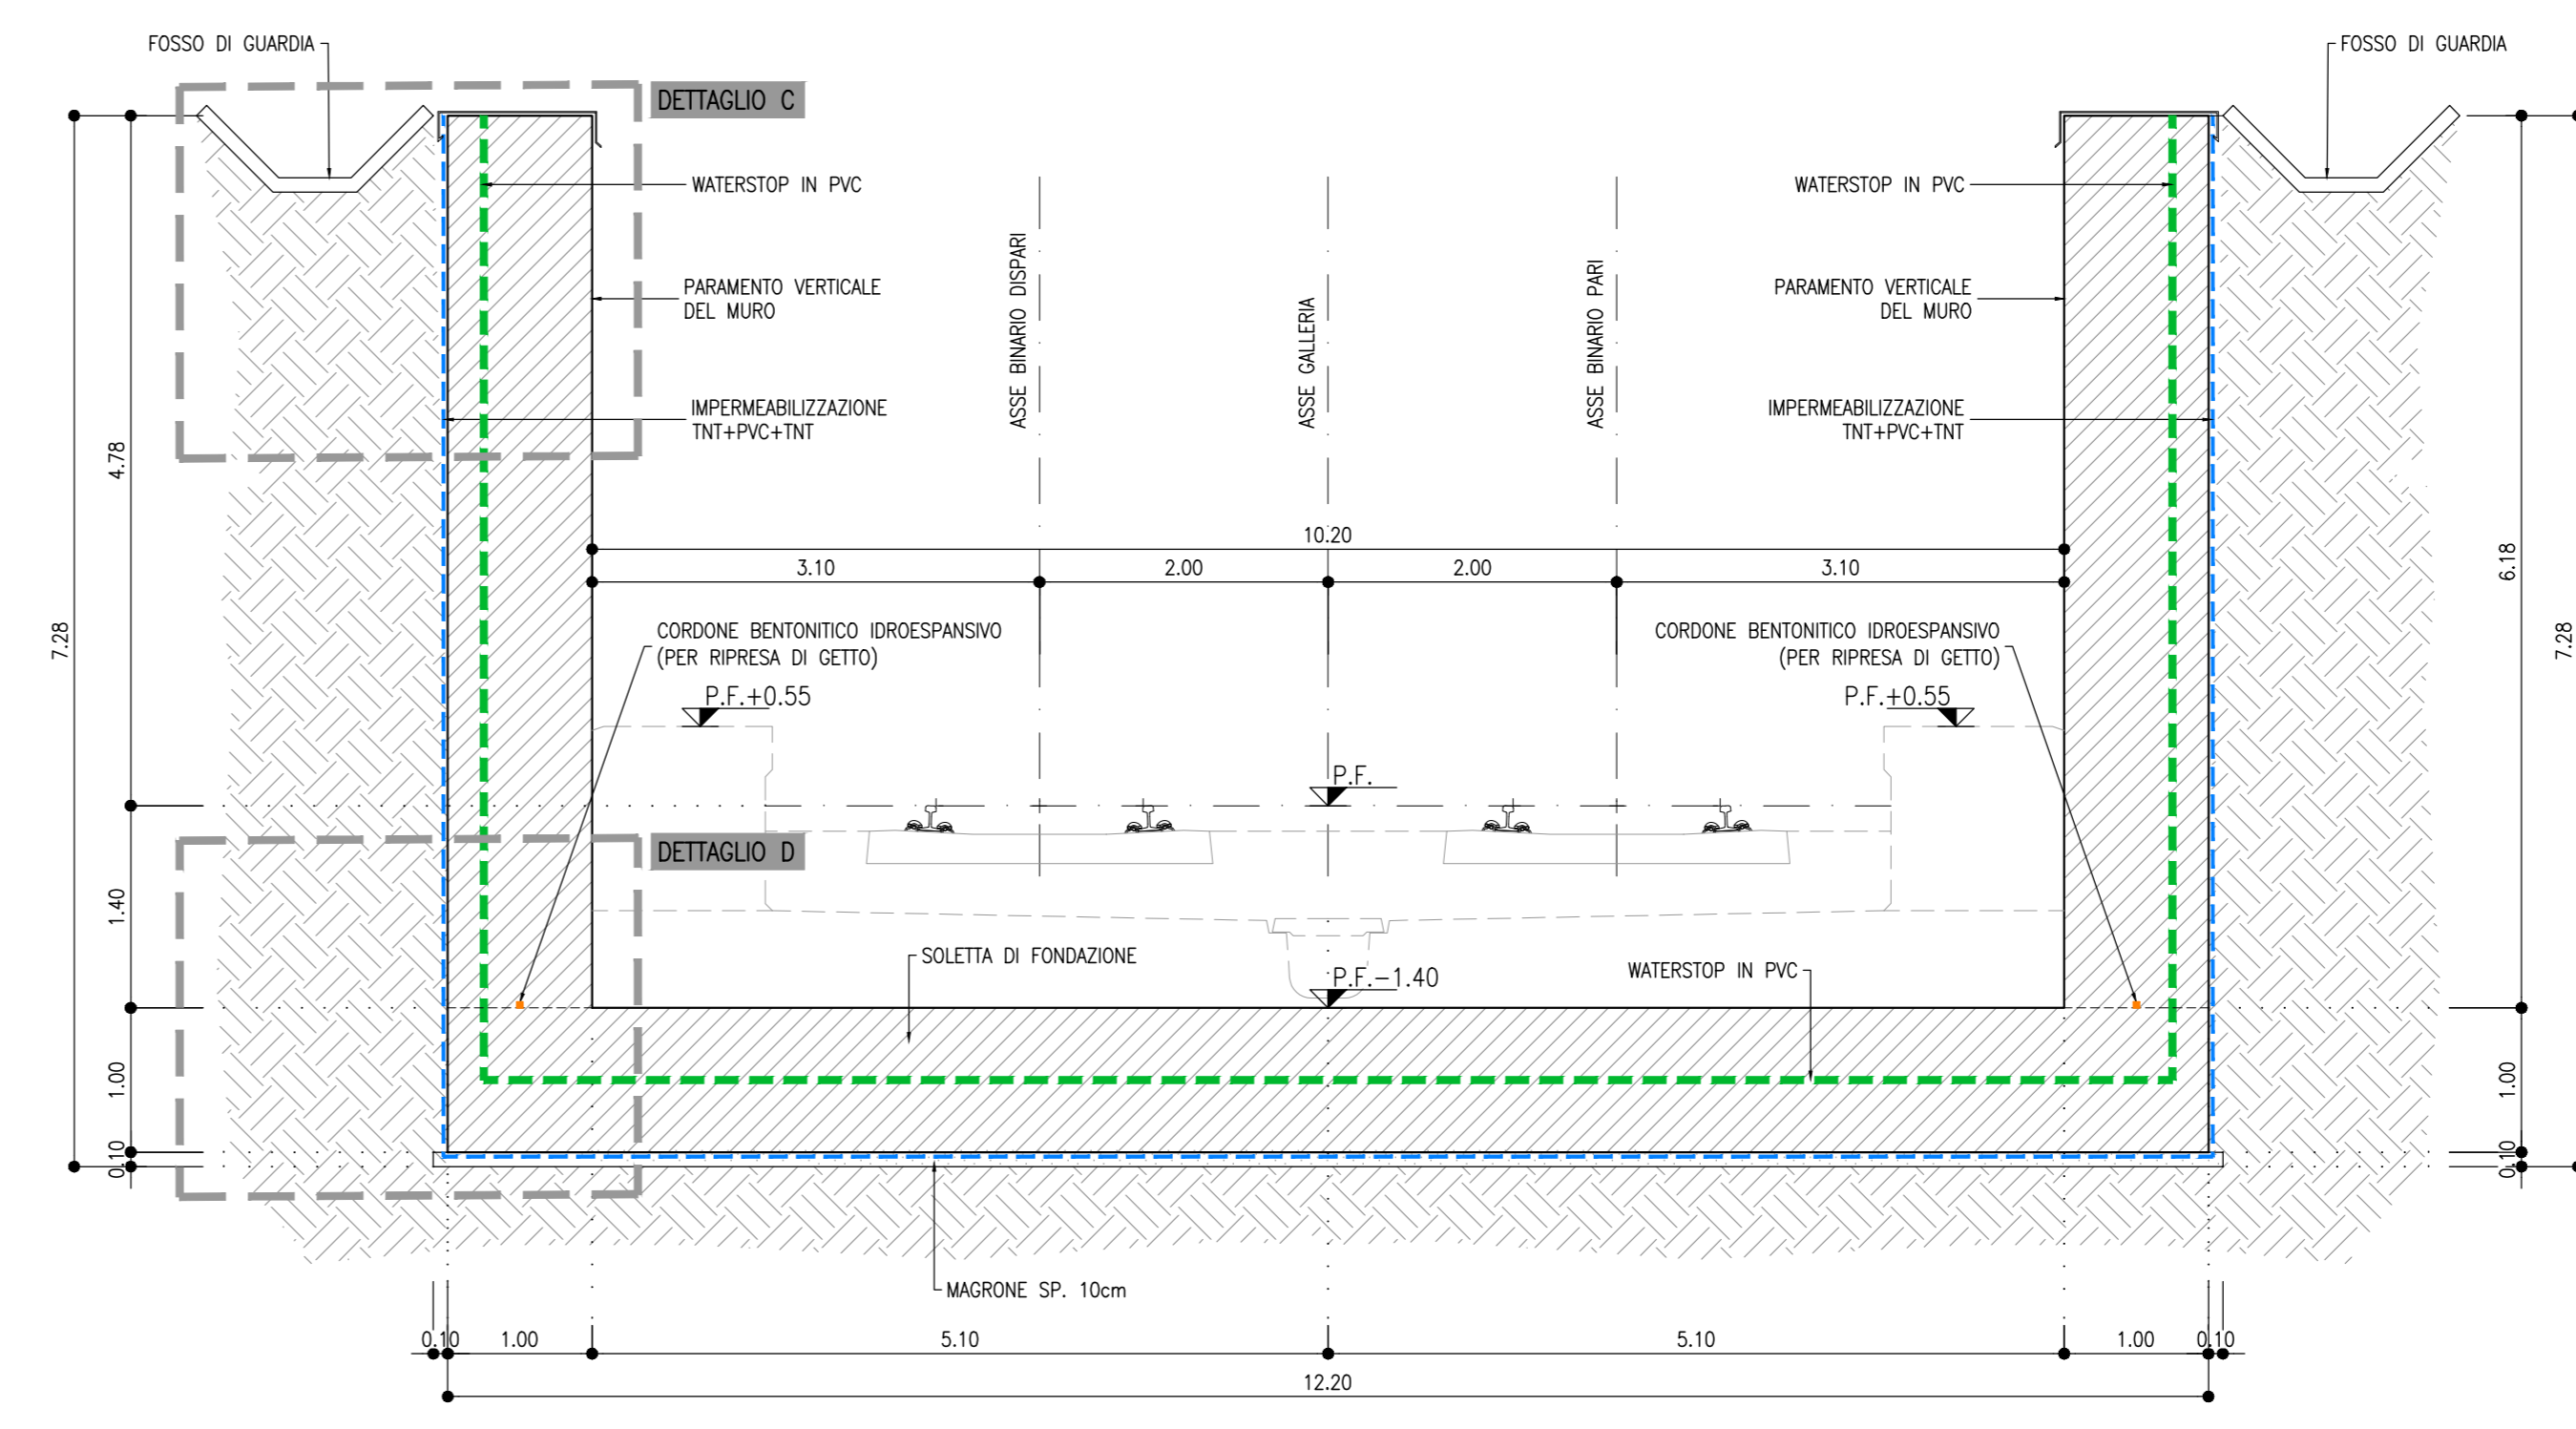 FOSSO DI GUARDIA
FOSSO DI GUARDIA
DETTAGLIO C
WATERSTOP IN PVC
WATERSTOP IN PVC
PARAMENTO VERTICALE
DEL MURO
PARAMENTO VERTICALE
DEL MURO
ASSE BINARIO DISPARI
ASSE GALLERIA
ASSE BINARIO PARI
IMPERMEABILIZZAZIONE
TNT+PVC+TNT
IMPERMEABILIZZAZIONE
TNT+PVC+TNT
4.78
7.28
6.18
7.28
10.20
3.10
2.00
2.00
3.10
CORDONE BENTONITICO IDROESPANSIVO
(PER RIPRESA DI GETTO)
CORDONE BENTONITICO IDROESPANSIVO
(PER RIPRESA DI GETTO)
P.F.+0.55
P.F.+0.55
P.F.
DETTAGLIO D
1.40
SOLETTA DI FONDAZIONE
WATERSTOP IN PVC
P.F.-1.40
1.00
1.00
0.10
0.10
MAGRONE SP. 10cm
0.10
1.00
5.10
5.10
1.00
0.10
12.20